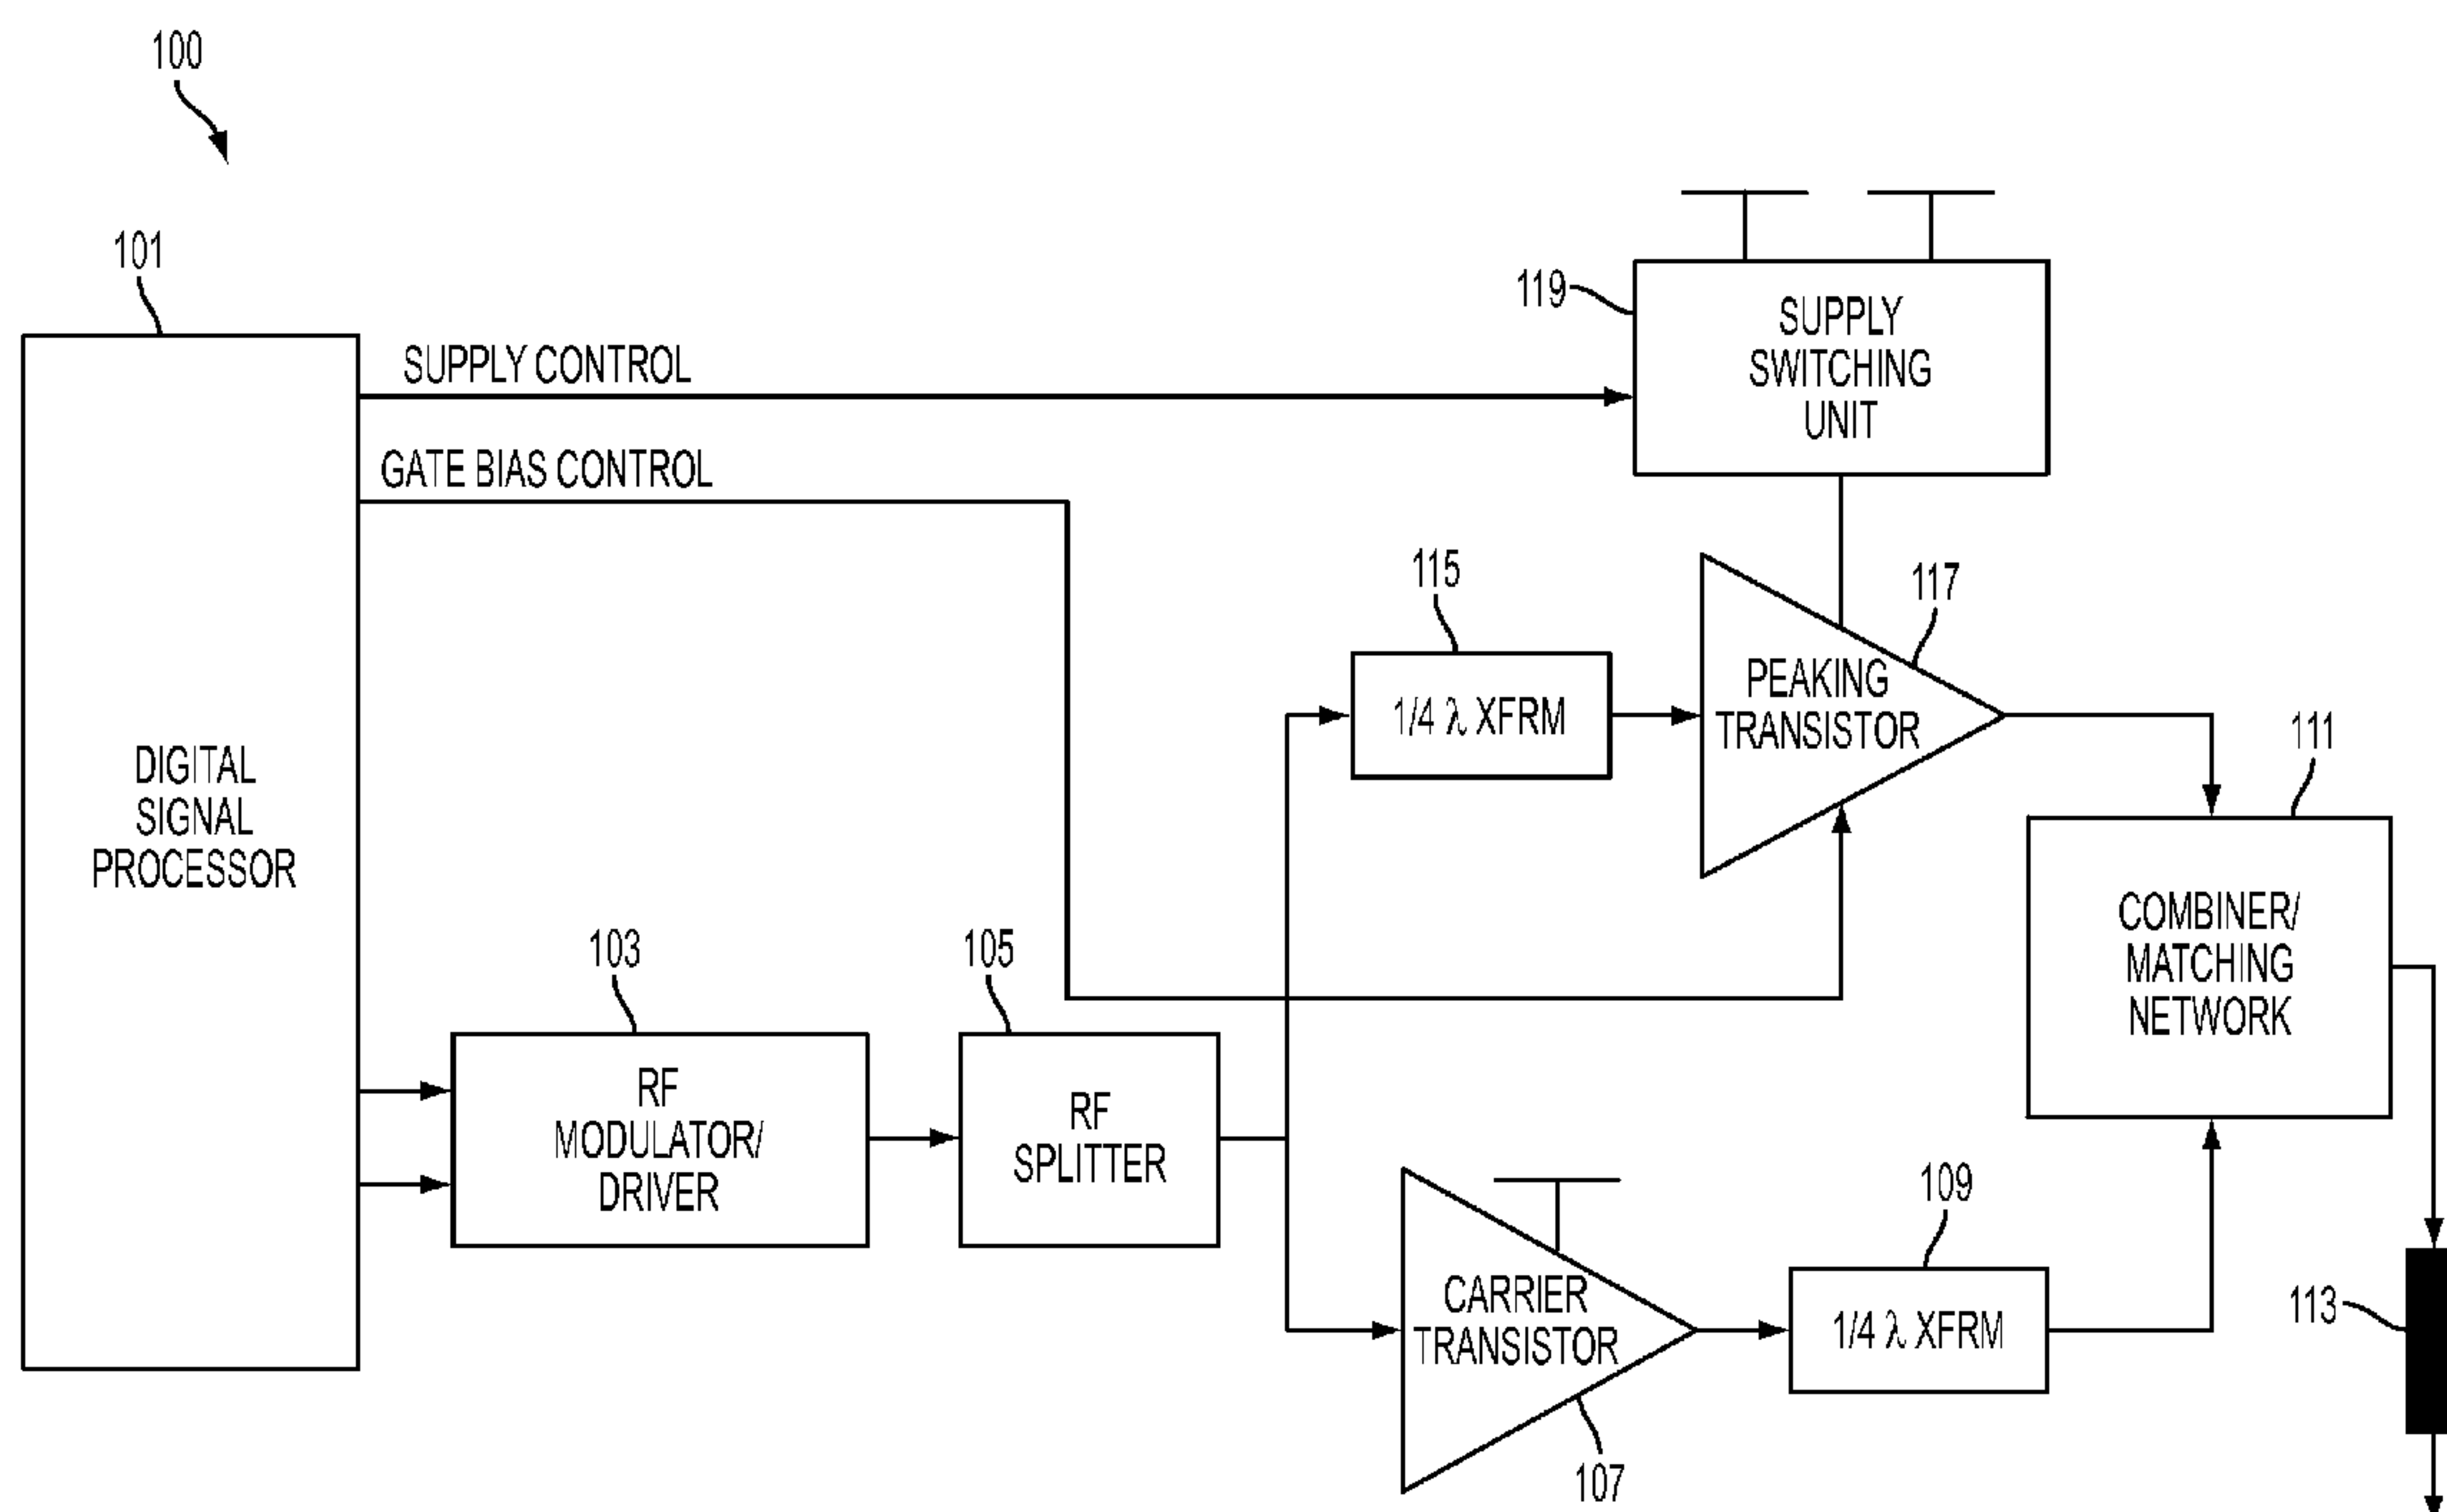 100
101
SUPPLY CONTROL
GATE BIAS CONTROL
DIGITAL
SIGNAL
PROCESSOR
119
SUPPLY
SWITCHING
UNIT
115
1/4 λ XFRM
117
PEAKING
TRANSISTOR
111
COMBINER/
MATCHING
NETWORK
103
RF
MODULATOR/
DRIVER
105
RF
SPLITTER
CARRIER
TRANSISTOR
107
109
1/4 λ XFRM
113